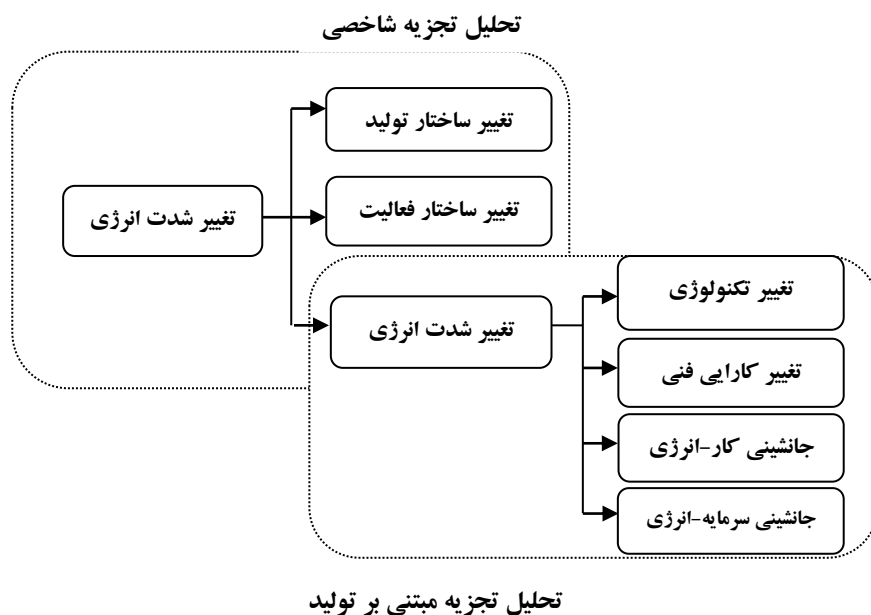 تحلیل تجزیه شاخصی
تغییر ساختار تولید
تغییر ساختار فعالیت
تغییر شدت انرژی
تغییر شدت انرژی
تغییر تکنولوژی
تغییر کارایی فنی
جانشینی کار-انرژی
جانشینی سرمایه-انرژی
تحلیل تجزیه مبتنی بر تولید